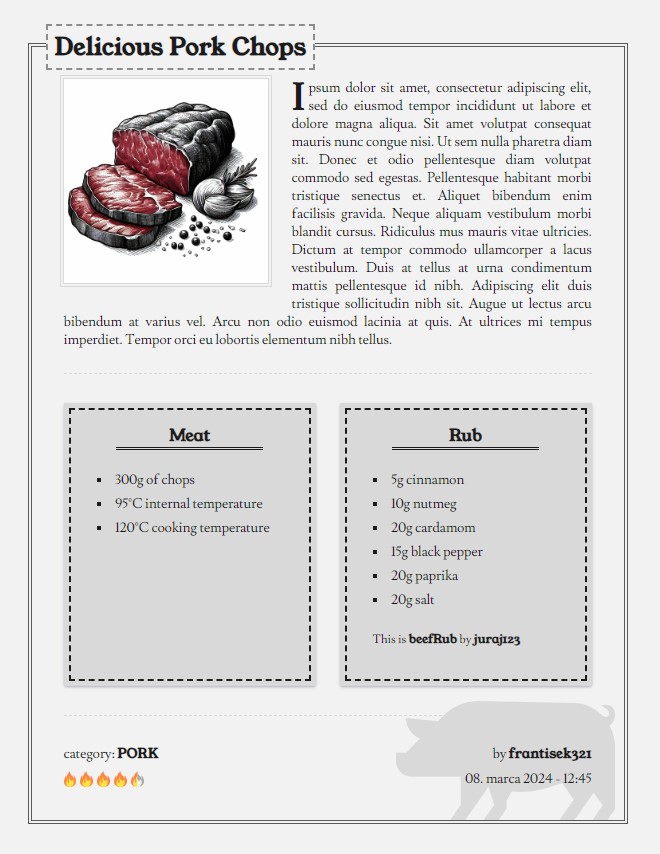 Delicious Pork Chops
Ipsum dolor sit amet, consectetur adipiscing elit,
sed do eiusmod tempor incididunt ut labore et
dolore magna aliqua. Sit amet volutpat consequat
mauris nunc congue nisi. Ut sem nulla pharetra diam
sit. Donec et odio pellentesque diam volutpat
commodo sed egestas. Pellentesque habitant morbi
tristique senectus et. Aliquet bibendum enim
facilisis gravida. Neque aliquam vestibulum morbi
blandit cursus. Ridiculus mus mauris vitae ultricies.
Dictum at tempor commodo ullamcorper a lacus
vestibulum. Duis at tellus at urna condimentum
mattis pellentesque id nibh. Adipiscing elit duis
tristique sollicitudin nibh sit. Augue ut lectus arcu
bibendum at varius vel. Arcu non odio euismod lacinia at quis. At ultrices mi tempus
imperdiet. Tempor orci eu lobortis elementum nibh tellus.
Meat
300g of chops
95°C internal temperature
120°C cooking temperature
Rub
5g cinnamon
10g nutmeg
20g cardamom
15g black pepper
20g paprika
20g salt
This is beefRub by juraj123
category: PORK
by frantisek321
08. marca 2024 - 12:45